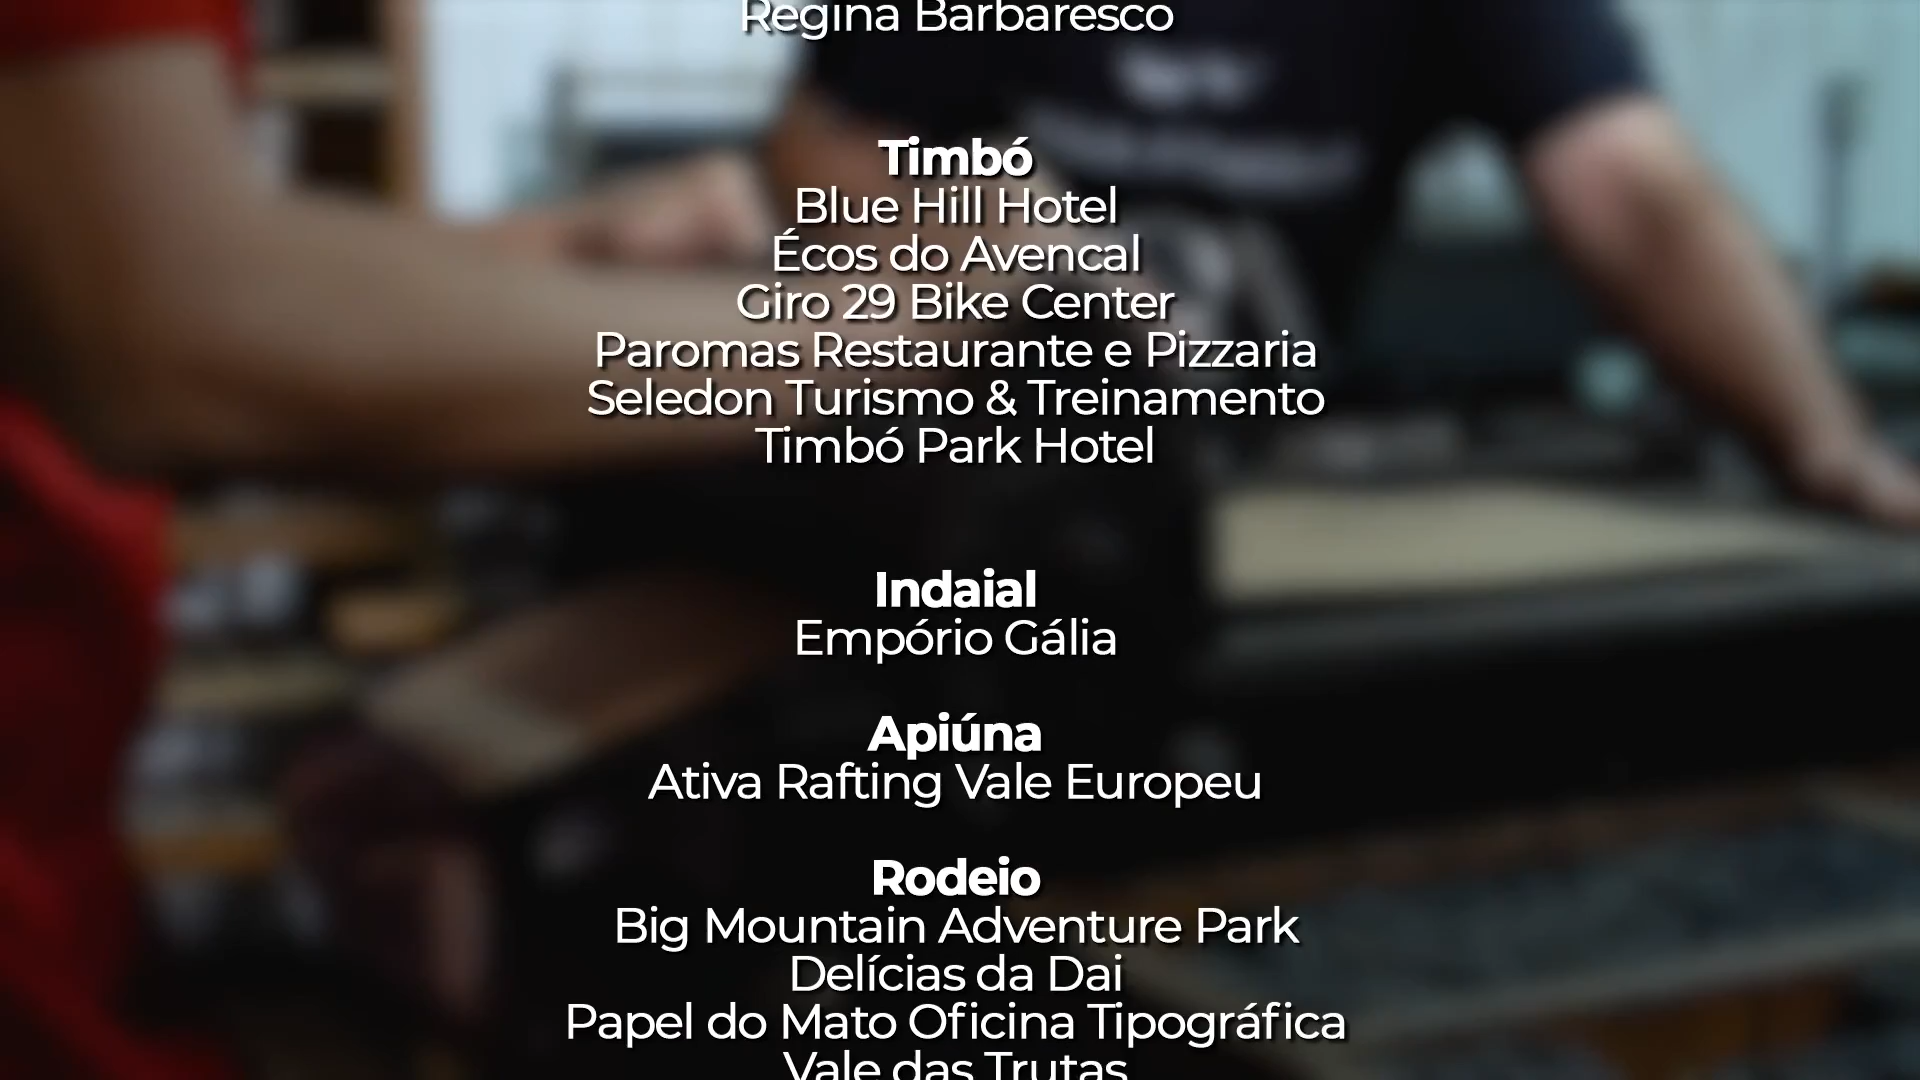 Regina Barbaresco
Timbó
Blue Hill Hotel
Écos do Avencal
Giro 29 Bike Center
Paromas Restaurante e Pizzaria
Seledon Turismo & Treinamento
Timbó Park Hotel
Indaial
Empório Gália
Apiúna
Ativa Rafting Vale Europeu
Rodeio
Big Mountain Adventure Park
Delícias da Dai
Papel do Mato Oficina Tipográfica
Vale das Trutas